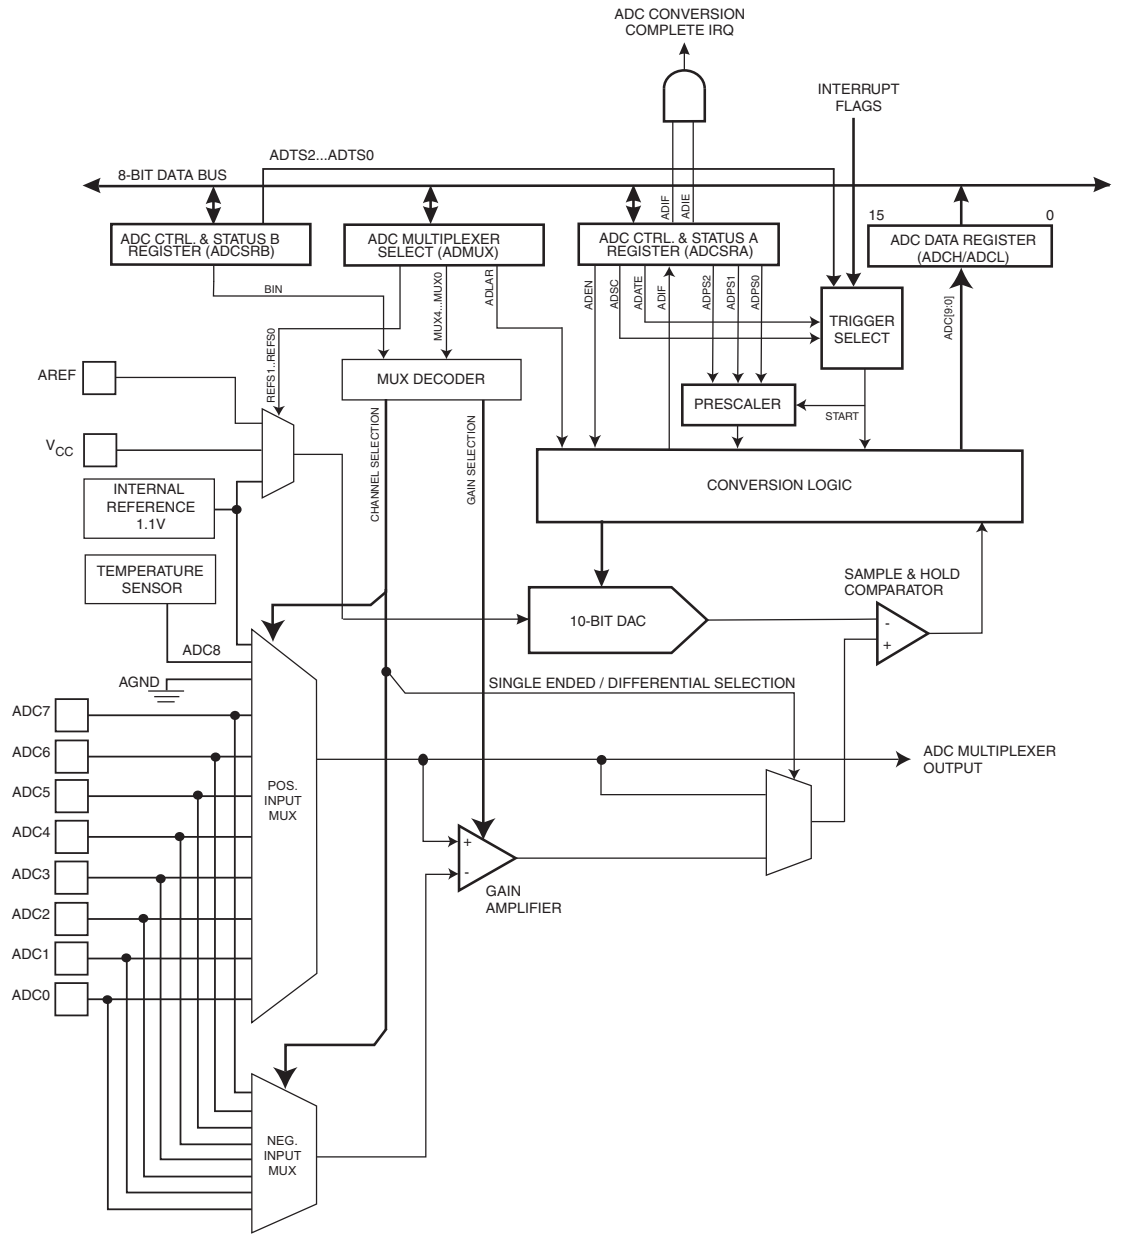 ADC CONVERSION
COMPLETE IRQ
INTERRUPT
FLAGS
ADTS2...ADTS0
8-BIT DATA BUS
ADIF
ADIE
15
0
ADC CTRL. & STATUS B
REGISTER (ADCSRB)
ADC MULTIPLEXER
SELECT (ADMUX)
ADC CTRL. & STATUS A
REGISTER (ADCSRA)
ADC DATA REGISTER
(ADCH/ADCL)
BIN
REFS1..REFS0
MUX4...MUX0
ADLAR
ADEN
ADSC
ADATE
ADIF
ADPS2
ADPS1
ADPS0
TRIGGER
SELECT
ADC[9:0]
AREF
MUX DECODER
PRESCALER
START
VCC
CHANNEL SELECTION
GAIN SELECTION
INTERNAL
REFERENCE
1.1V
CONVERSION LOGIC
TEMPERATURE
SENSOR
SAMPLE & HOLD
COMPARATOR
10-BIT DAC
-
+
ADC8
AGND
SINGLE ENDED / DIFFERENTIAL SELECTION
ADC7
ADC6
ADC5
ADC4
ADC3
ADC2
ADC1
ADC0
POS.
INPUT
MUX
ADC MULTIPLEXER
OUTPUT
+
-
GAIN
AMPLIFIER
NEG.
INPUT
MUX